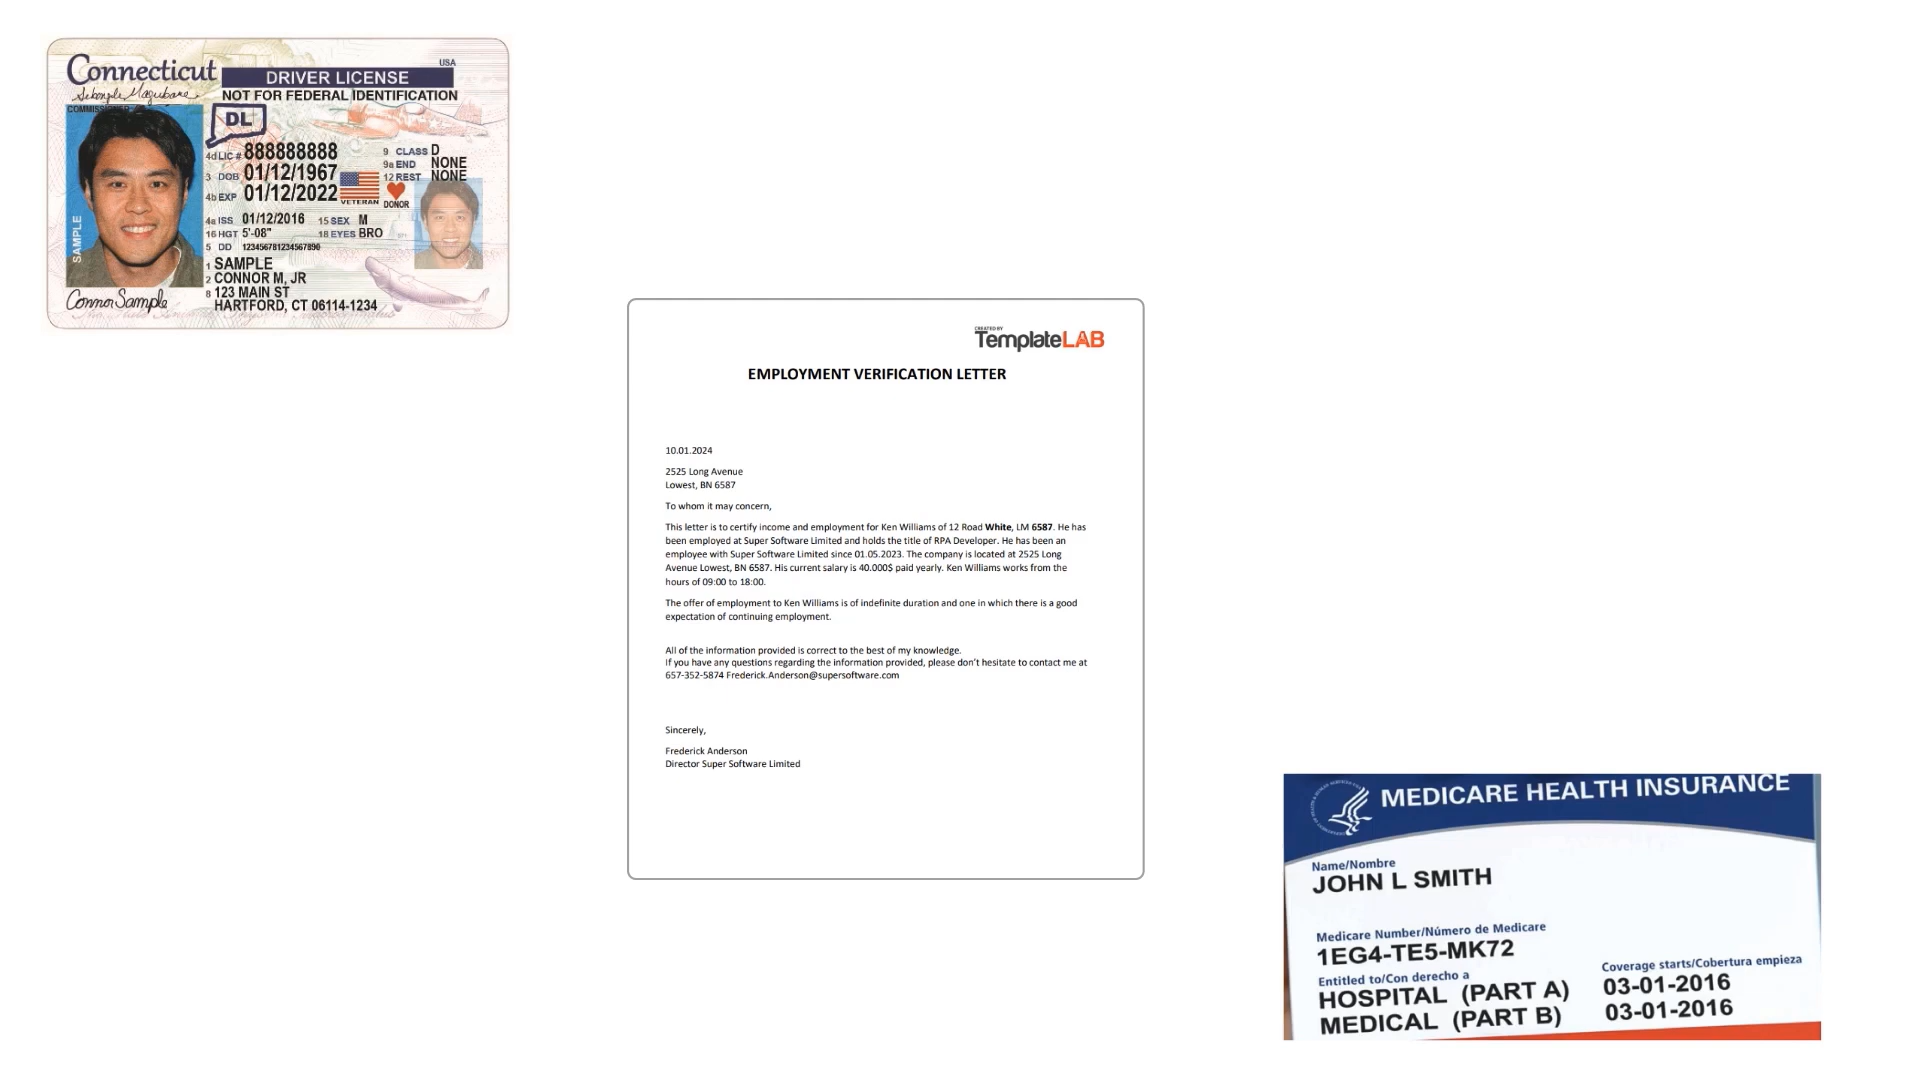 Connecticut
USA
DRIVER LICENSE
NOT FOR FEDERAL IDENTIFICATION
COMMISSIONER
DL
4d LIC # 888888888
9 CLASS D
3 DOB 01/12/1967
9a END NONE
4b EXP 01/12/2022
12 REST NONE
VETERAN
DONOR
4a ISS 01/12/2016 15 SEX M
16 HGT 5'-08" 18 EYES BRO
5 DD 123456781234567890
SAMPLE
1 SAMPLE
2 CONNOR M, JR
8 123 MAIN ST
HARTFORD, CT 06114-1234
Connor Sample
CREATED BY
TemplateLAB
EMPLOYMENT VERIFICATION LETTER
10.01.2024
2525 Long Avenue
Lowest, BN 6587
To whom it may concern,
This letter is to certify income and employment for Ken Williams of 12 Road White, LM 6587. He has
been employed at Super Software Limited and holds the title of RPA Developer. He has been an
employee with Super Software Limited since 01.05.2023. The company is located at 2525 Long
Avenue Lowest, BN 6587. His current salary is 40.000$ paid yearly. Ken Williams works from the
hours of 09:00 to 18:00.
The offer of employment to Ken Williams is of indefinite duration and one in which there is a good
expectation of continuing employment.
All of the information provided is correct to the best of my knowledge.
If you have any questions regarding the information provided, please don't hesitate to contact me at
657-352-5874 Frederick.Anderson@supersoftware.com
Sincerely,
Frederick Anderson
Director Super Software Limited
MEDICARE HEALTH INSURANCE
Name/Nombre
JOHN L SMITH
Medicare Number/Número de Medicare
1EG4-TE5-MK72
Entitled to/Con derecho a
Coverage starts/Cobertura empieza
HOSPITAL (PART A) 03-01-2016
MEDICAL (PART B) 03-01-2016